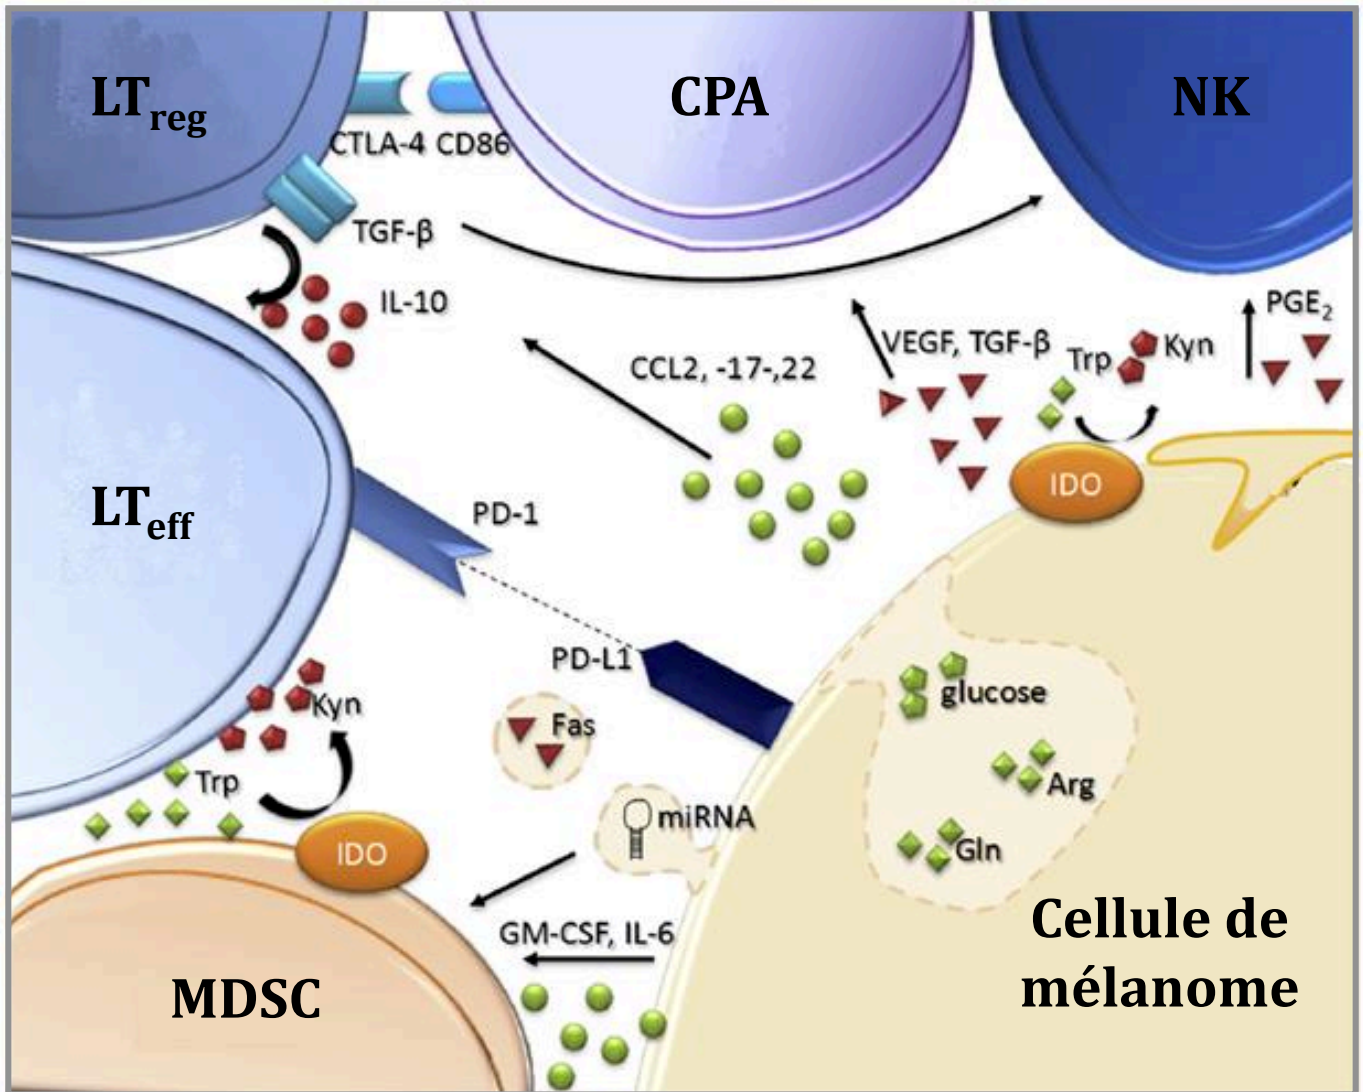 LTreg
CPA
NK
CTLA-4 CD86
TGF-β
IL-10
PGE2
VEGF, TGF-β
Trp
Kyn
CCL2, -17-,22
IDO
LTeff
PD-1
PD-L1
glucose
Kyn
Fas
Trp
Arg
miRNA
IDO
Gln
GM-CSF, IL-6
Cellule de
mélanome
MDSC